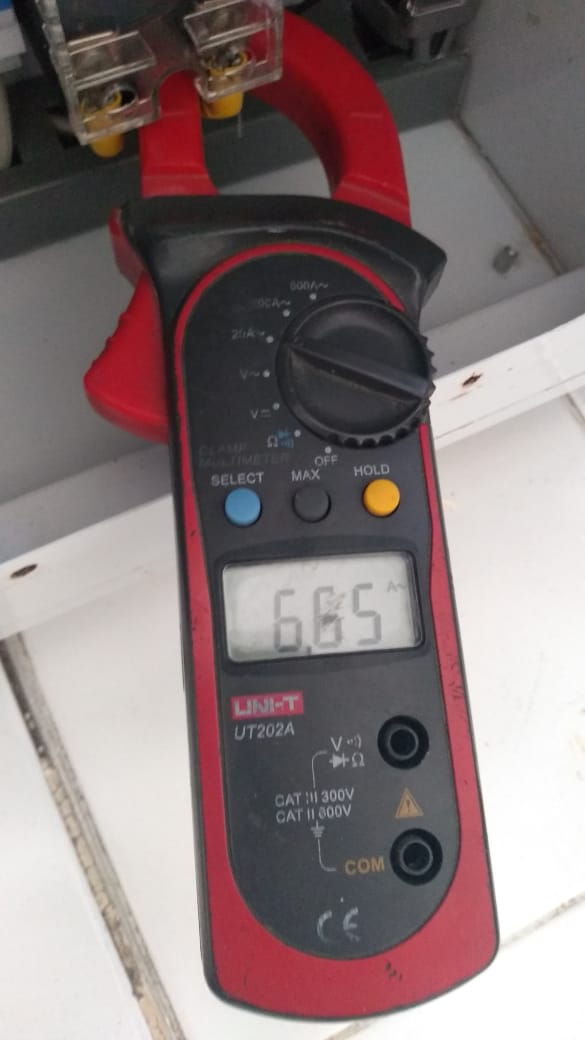 600A~
200A~
20A~
V~
V⎓
Ω
OFF
CLAMP
MULTIMETER
SELECT
MAX
HOLD
A~
6.65
UNI-T
UT202A
V
Ω
CAT III 300V
CAT II 600V
COM
CE